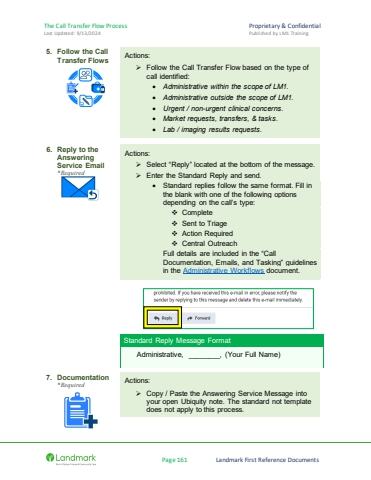 The Call Transfer Flow Process
Proprietary & Confidential
Last updated: 9/13/2024
Published by LM1 Training
5. Follow the Call
Transfer Flows
Actions:
➢ Follow the Call Transfer Flow based on the type of
call identified:
• Administrative within the scope of LM1.
• Administrative outside the scope of LM1.
• Urgent / non-urgent clinical concerns.
• Market requests, transfers, & tasks.
• Lab / imaging results requests.
6. Reply to the
Answering
Service Email
*Required
Actions:
➢ Select “Reply” located at the bottom of the message.
➢ Enter the Standard Reply and send.
• Standard replies follow the same format. Fill in
the blank with one of the following options
depending on the call’s type:
❖ Complete
❖ Sent to Triage
❖ Action Required
❖ Central Outreach
Full details are included in the “Call
Documentation, Emails, and Tasking” guidelines
in the Administrative Workflows document.
prohibited. If you have received this e-mail in error, please notify the
sender by replying to this message and delete this e-mail immediately.
Reply
Forward
Standard Reply Message Format
Administrative, ________, (Your Full Name)
7. Documentation
*Required
Actions:
➢ Copy / Paste the Answering Service Message into
your open Ubiquity note. The standard not template
does not apply to this process.
Landmark
Page 161
Landmark First Reference Documents